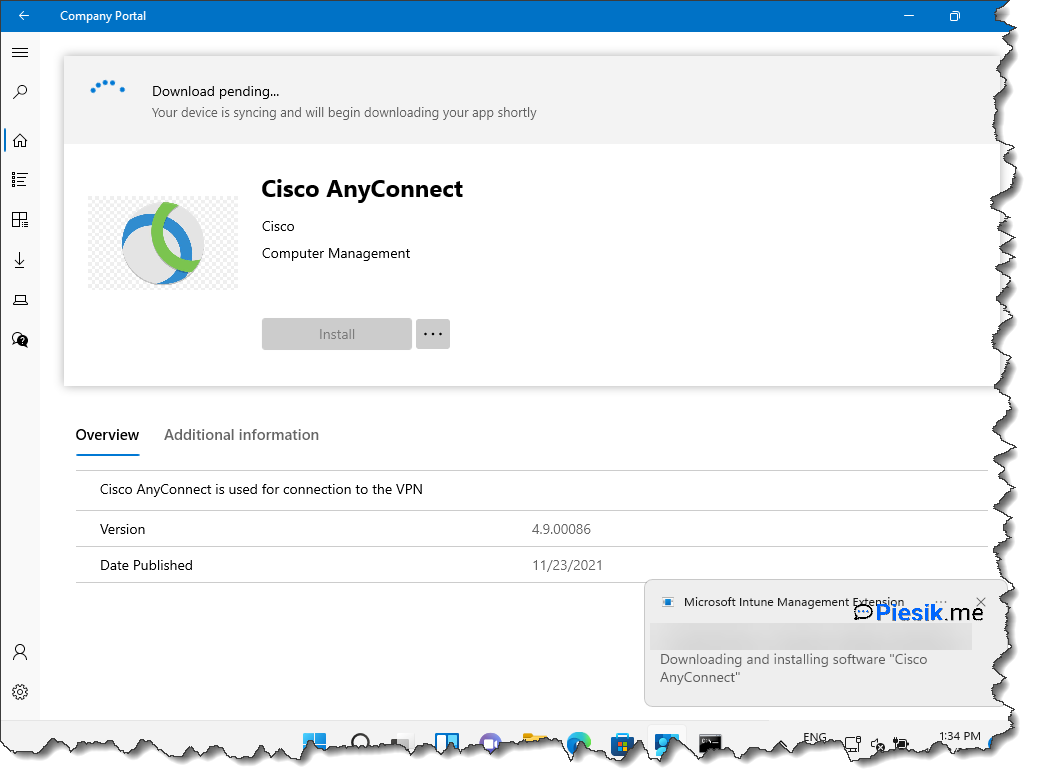 Company Portal
Download pending...
Your device is syncing and will begin downloading your app shortly
Cisco AnyConnect
Cisco
Computer Management
Install
Overview
Additional information
Cisco AnyConnect is used for connection to the VPN
Version
4.9.00086
Date Published
11/23/2021
Microsoft Intune Management Extension
Piesik.me
Downloading and installing software "Cisco
AnyConnect"
ENG
1:34 PM